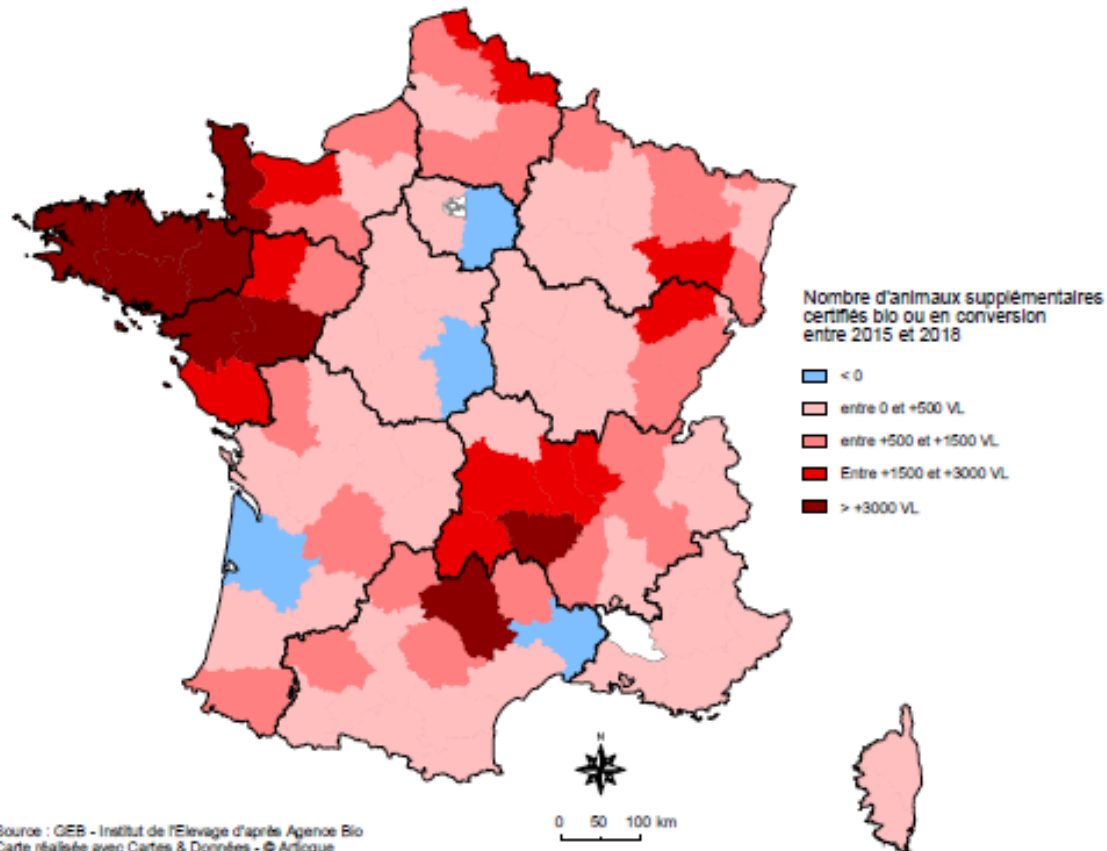 Nombre d'animaux supplémentaires
certifiés bio ou en conversion
entre 2015 et 2018
< 0
entre 0 et +500 VL
entre +500 et +1500 VL
Entre +1500 et +3000 VL
> +3000 VL
N
0 50 100 km
Source : GEB - Institut de l'Elevage d'après Agence Bio
Carte réalisée avec Cartes & Données - © Articque